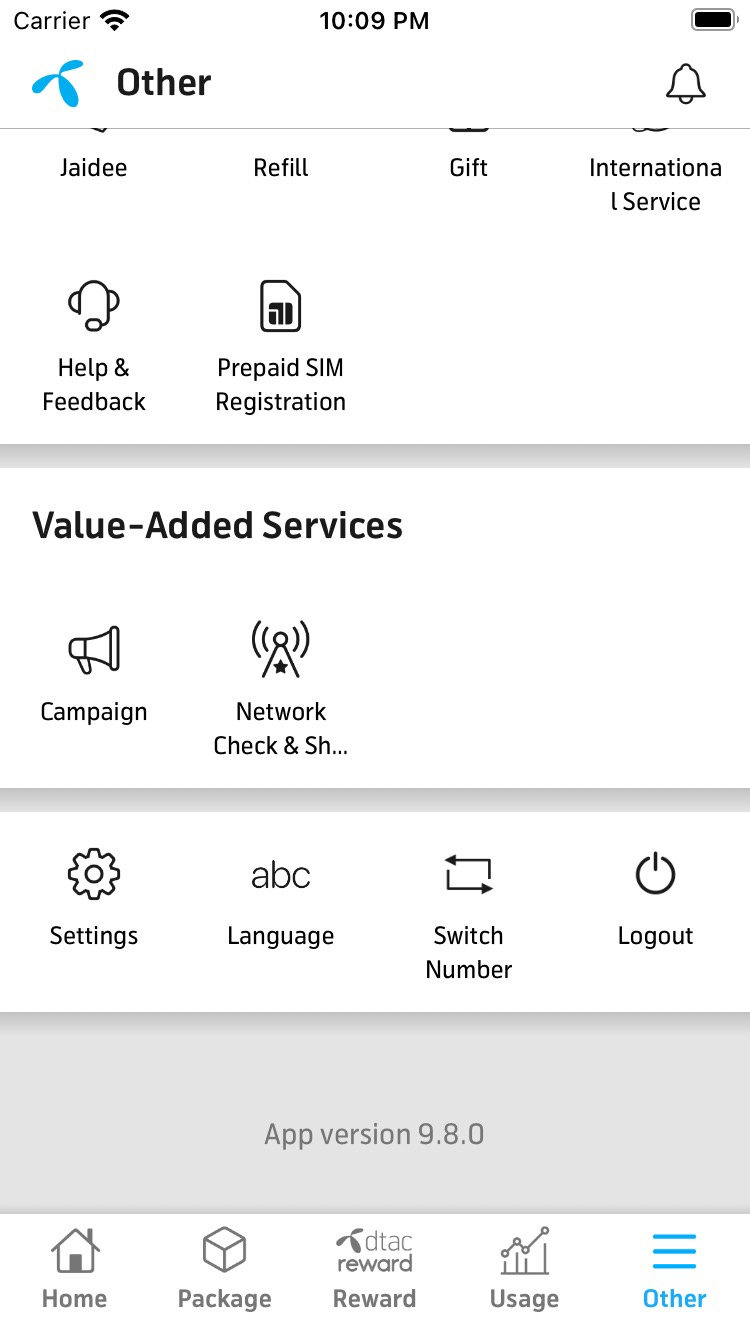 Carrier
10:09 PM
Other
Jaidee
Refill
Gift
Internationa
l Service
Help &
Feedback
Prepaid SIM
Registration
Value-Added Services
Campaign
Network
Check & Sh...
Settings
abc
Language
Switch
Number
Logout
App version 9.8.0
Home
Package
dtac
reward
Reward
Usage
Other